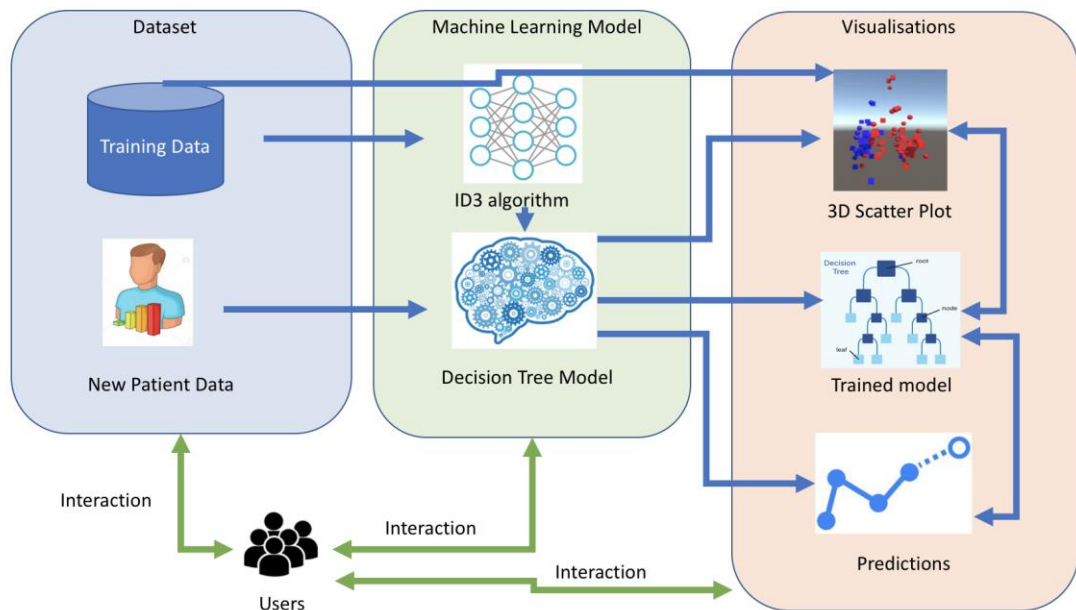 Dataset
Machine Learning Model
Visualisations
Training Data
ID3 algorithm
3D Scatter Plot
Decision
Tree
root
node
leaf
New Patient Data
Decision Tree Model
Trained model
Interaction
Interaction
Interaction
Users
Predictions